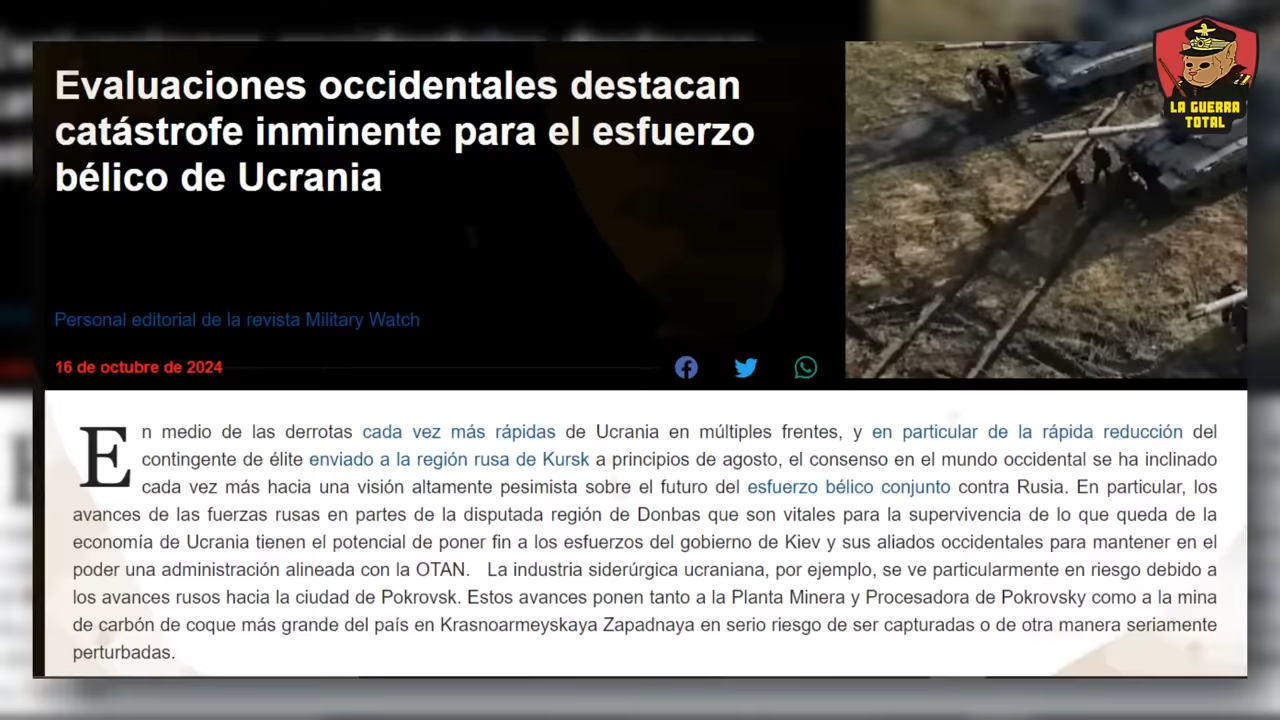 Evaluaciones occidentales destacan
catástrofe inminente para el esfuerzo
bélico de Ucrania
LA GUERRA
TOTAL
Personal editorial de la revista Military Watch
16 de octubre de 2024
En medio de las derrotas cada vez más rápidas de Ucrania en múltiples frentes, y en particular de la rápida reducción del
contingente de élite enviado a la región rusa de Kursk a principios de agosto, el consenso en el mundo occidental se ha inclinado
cada vez más hacia una visión altamente pesimista sobre el futuro del esfuerzo bélico conjunto contra Rusia. En particular, los
avances de las fuerzas rusas en partes de la disputada región de Donbas que son vitales para la supervivencia de lo que queda de la
economía de Ucrania tienen el potencial de poner fin a los esfuerzos del gobierno de Kiev y sus aliados occidentales para mantener en el
poder una administración alineada con la OTAN. La industria siderúrgica ucraniana, por ejemplo, se ve particularmente en riesgo debido a
los avances rusos hacia la ciudad de Pokrovsk. Estos avances ponen tanto a la Planta Minera y Procesadora de Pokrovsky como a la mina
de carbón de coque más grande del país en Krasnoarmeyskaya Zapadnaya en serio riesgo de ser capturadas o de otra manera seriamente
perturbadas.